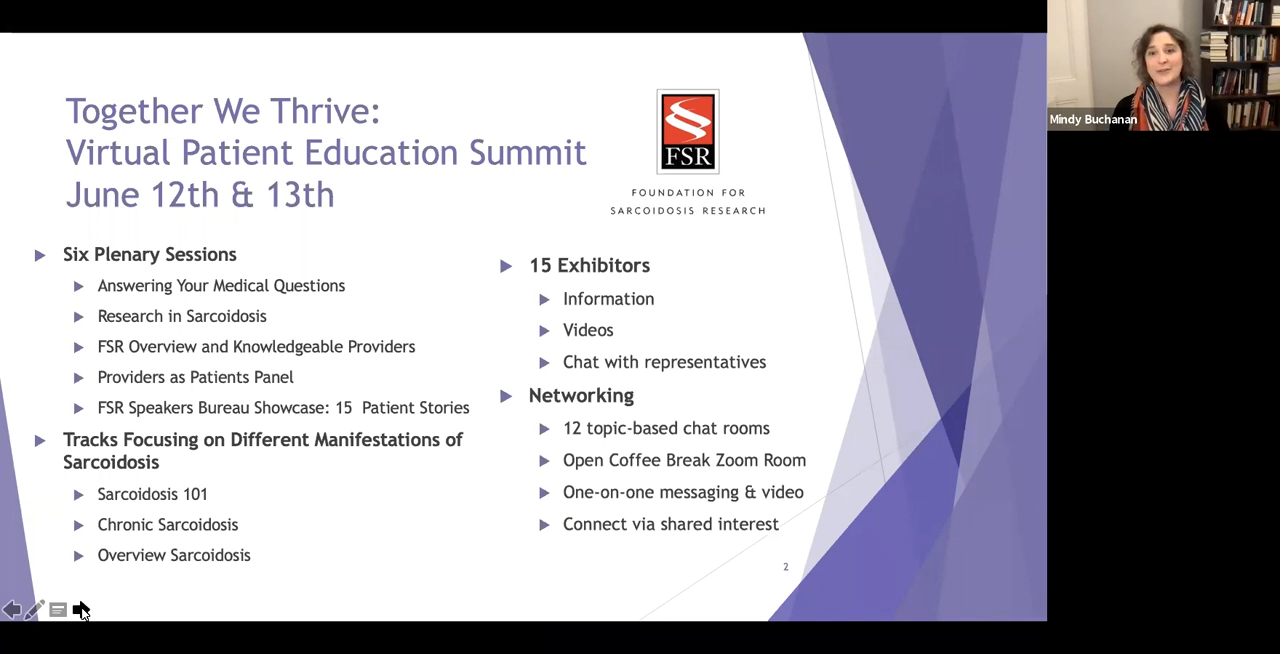 Together We Thrive:
Virtual Patient Education Summit
June 12th & 13th
FSR
FOUNDATION FOR
SARCOIDOSIS RESEARCH
Six Plenary Sessions
Answering Your Medical Questions
Research in Sarcoidosis
FSR Overview and Knowledgeable Providers
Providers as Patients Panel
FSR Speakers Bureau Showcase: 15 Patient Stories
Tracks Focusing on Different Manifestations of
Sarcoidosis
Sarcoidosis 101
Chronic Sarcoidosis
Overview Sarcoidosis
15 Exhibitors
Information
Videos
Chat with representatives
Networking
12 topic-based chat rooms
Open Coffee Break Zoom Room
One-on-one messaging & video
Connect via shared interest
2
Mindy Buchanan